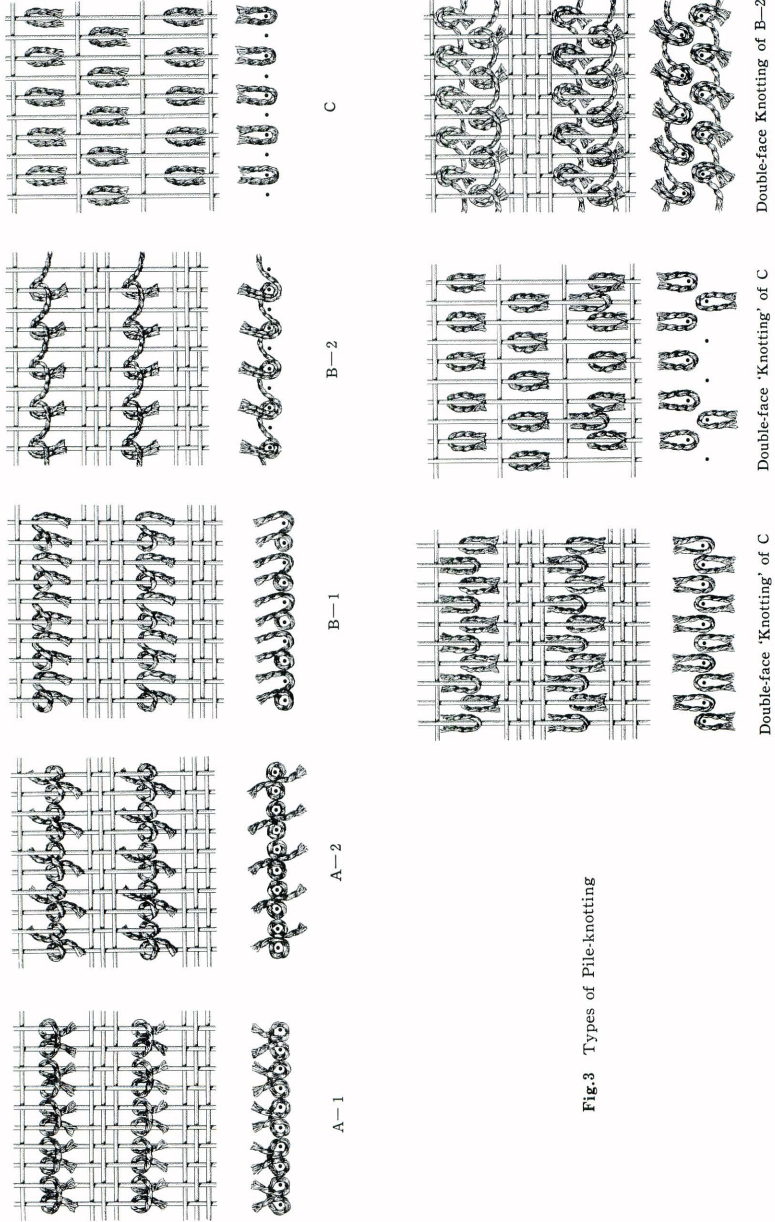 A—1
A—2
B—1
B—2
C
Fig.3 Types of Pile-knotting
Double-face 'Knotting' of C
Double-face 'Knotting' of C
Double-face Knotting of B—2